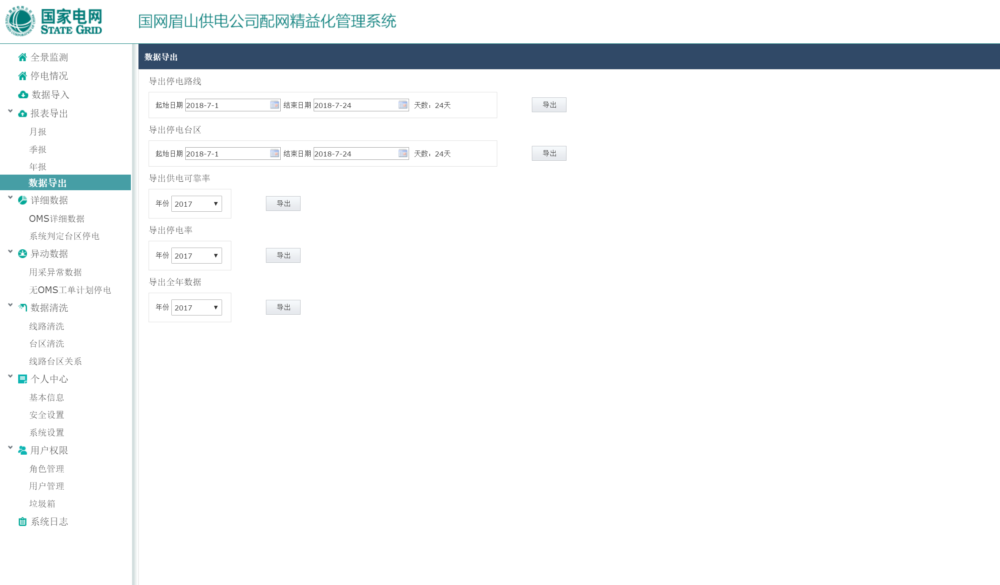 国家电网
STATE GRID
国网眉山供电公司配网精益化管理系统
全景监测
停电情况
数据导入
报表导出
月报
季报
年报
数据导出
详细数据
OMS详细数据
系统判定台区停电
异动数据
用采异常数据
无OMS工单计划停电
数据清洗
线路清洗
台区清洗
线路台区关系
个人中心
基本信息
安全设置
系统设置
用户权限
角色管理
用户管理
垃圾箱
系统日志
数据导出
导出停电路线
起始日期 2018-7-1 结束日期 2018-7-24 天数：24天 导出
导出停电台区
起始日期 2018-7-1 结束日期 2018-7-24 天数：24天 导出
导出供电可靠率
年份 2017 导出
导出停电率
年份 2017 导出
导出全年数据
年份 2017 导出